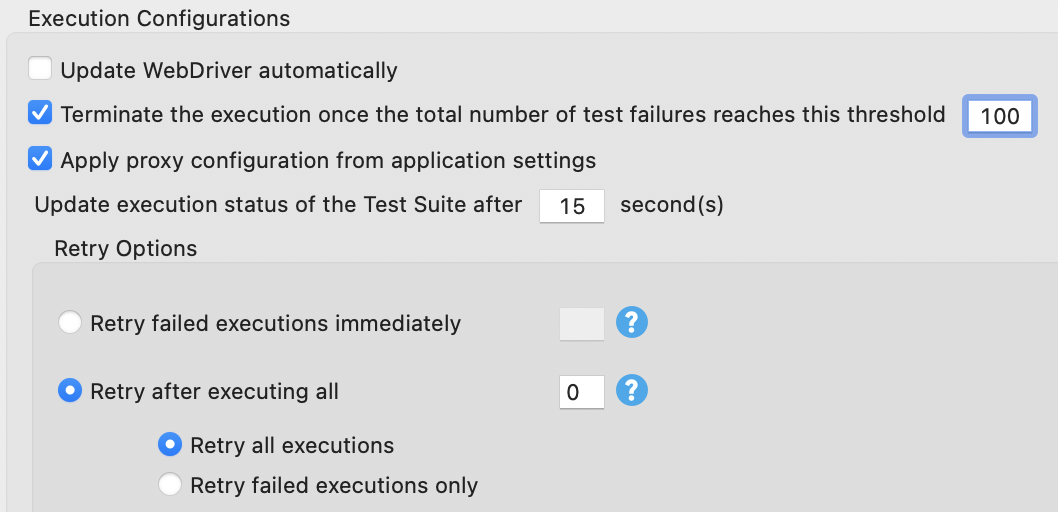 Execution Configurations
Update WebDriver automatically
Terminate the execution once the total number of test failures reaches this threshold 100
Apply proxy configuration from application settings
Update execution status of the Test Suite after 15 second(s)
Retry Options
Retry failed executions immediately ?
Retry after executing all 0 ?
Retry all executions
Retry failed executions only